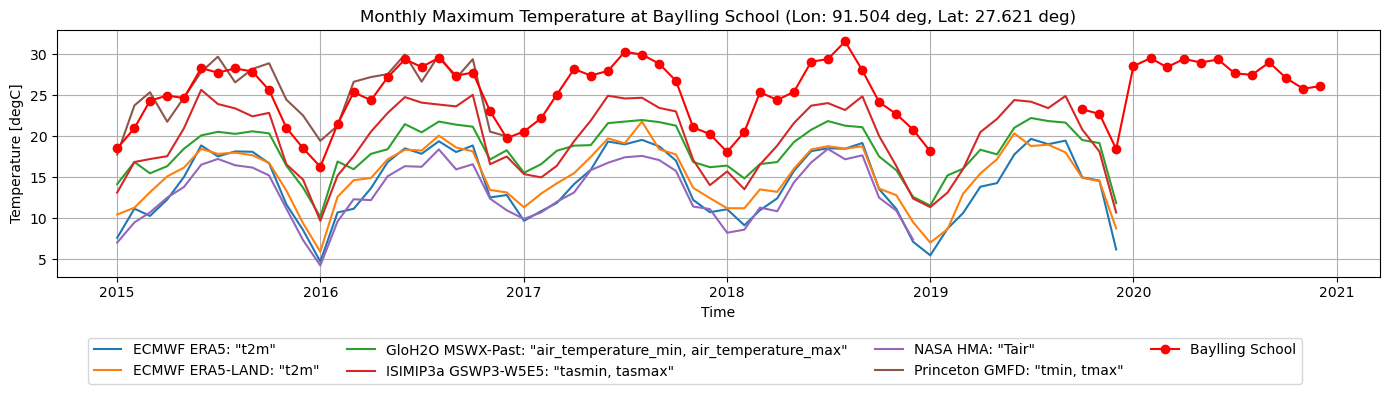 Monthly Maximum Temperature at Baylling School (Lon: 91.504 deg, Lat: 27.621 deg)
Temperature [degC]
30
25
20
15
10
5
2015 2016 2017 2018 2019 2020 2021
Time
ECMWF ERA5: "t2m" GloH2O MSWX-Past: "air_temperature_min, air_temperature_max" NASA HMA: "Tair" Baylling School
ECMWF ERA5-LAND: "t2m" ISIMIP3a GSWP3-W5E5: "tasmin, tasmax" Princeton GMFD: "tmin, tmax"